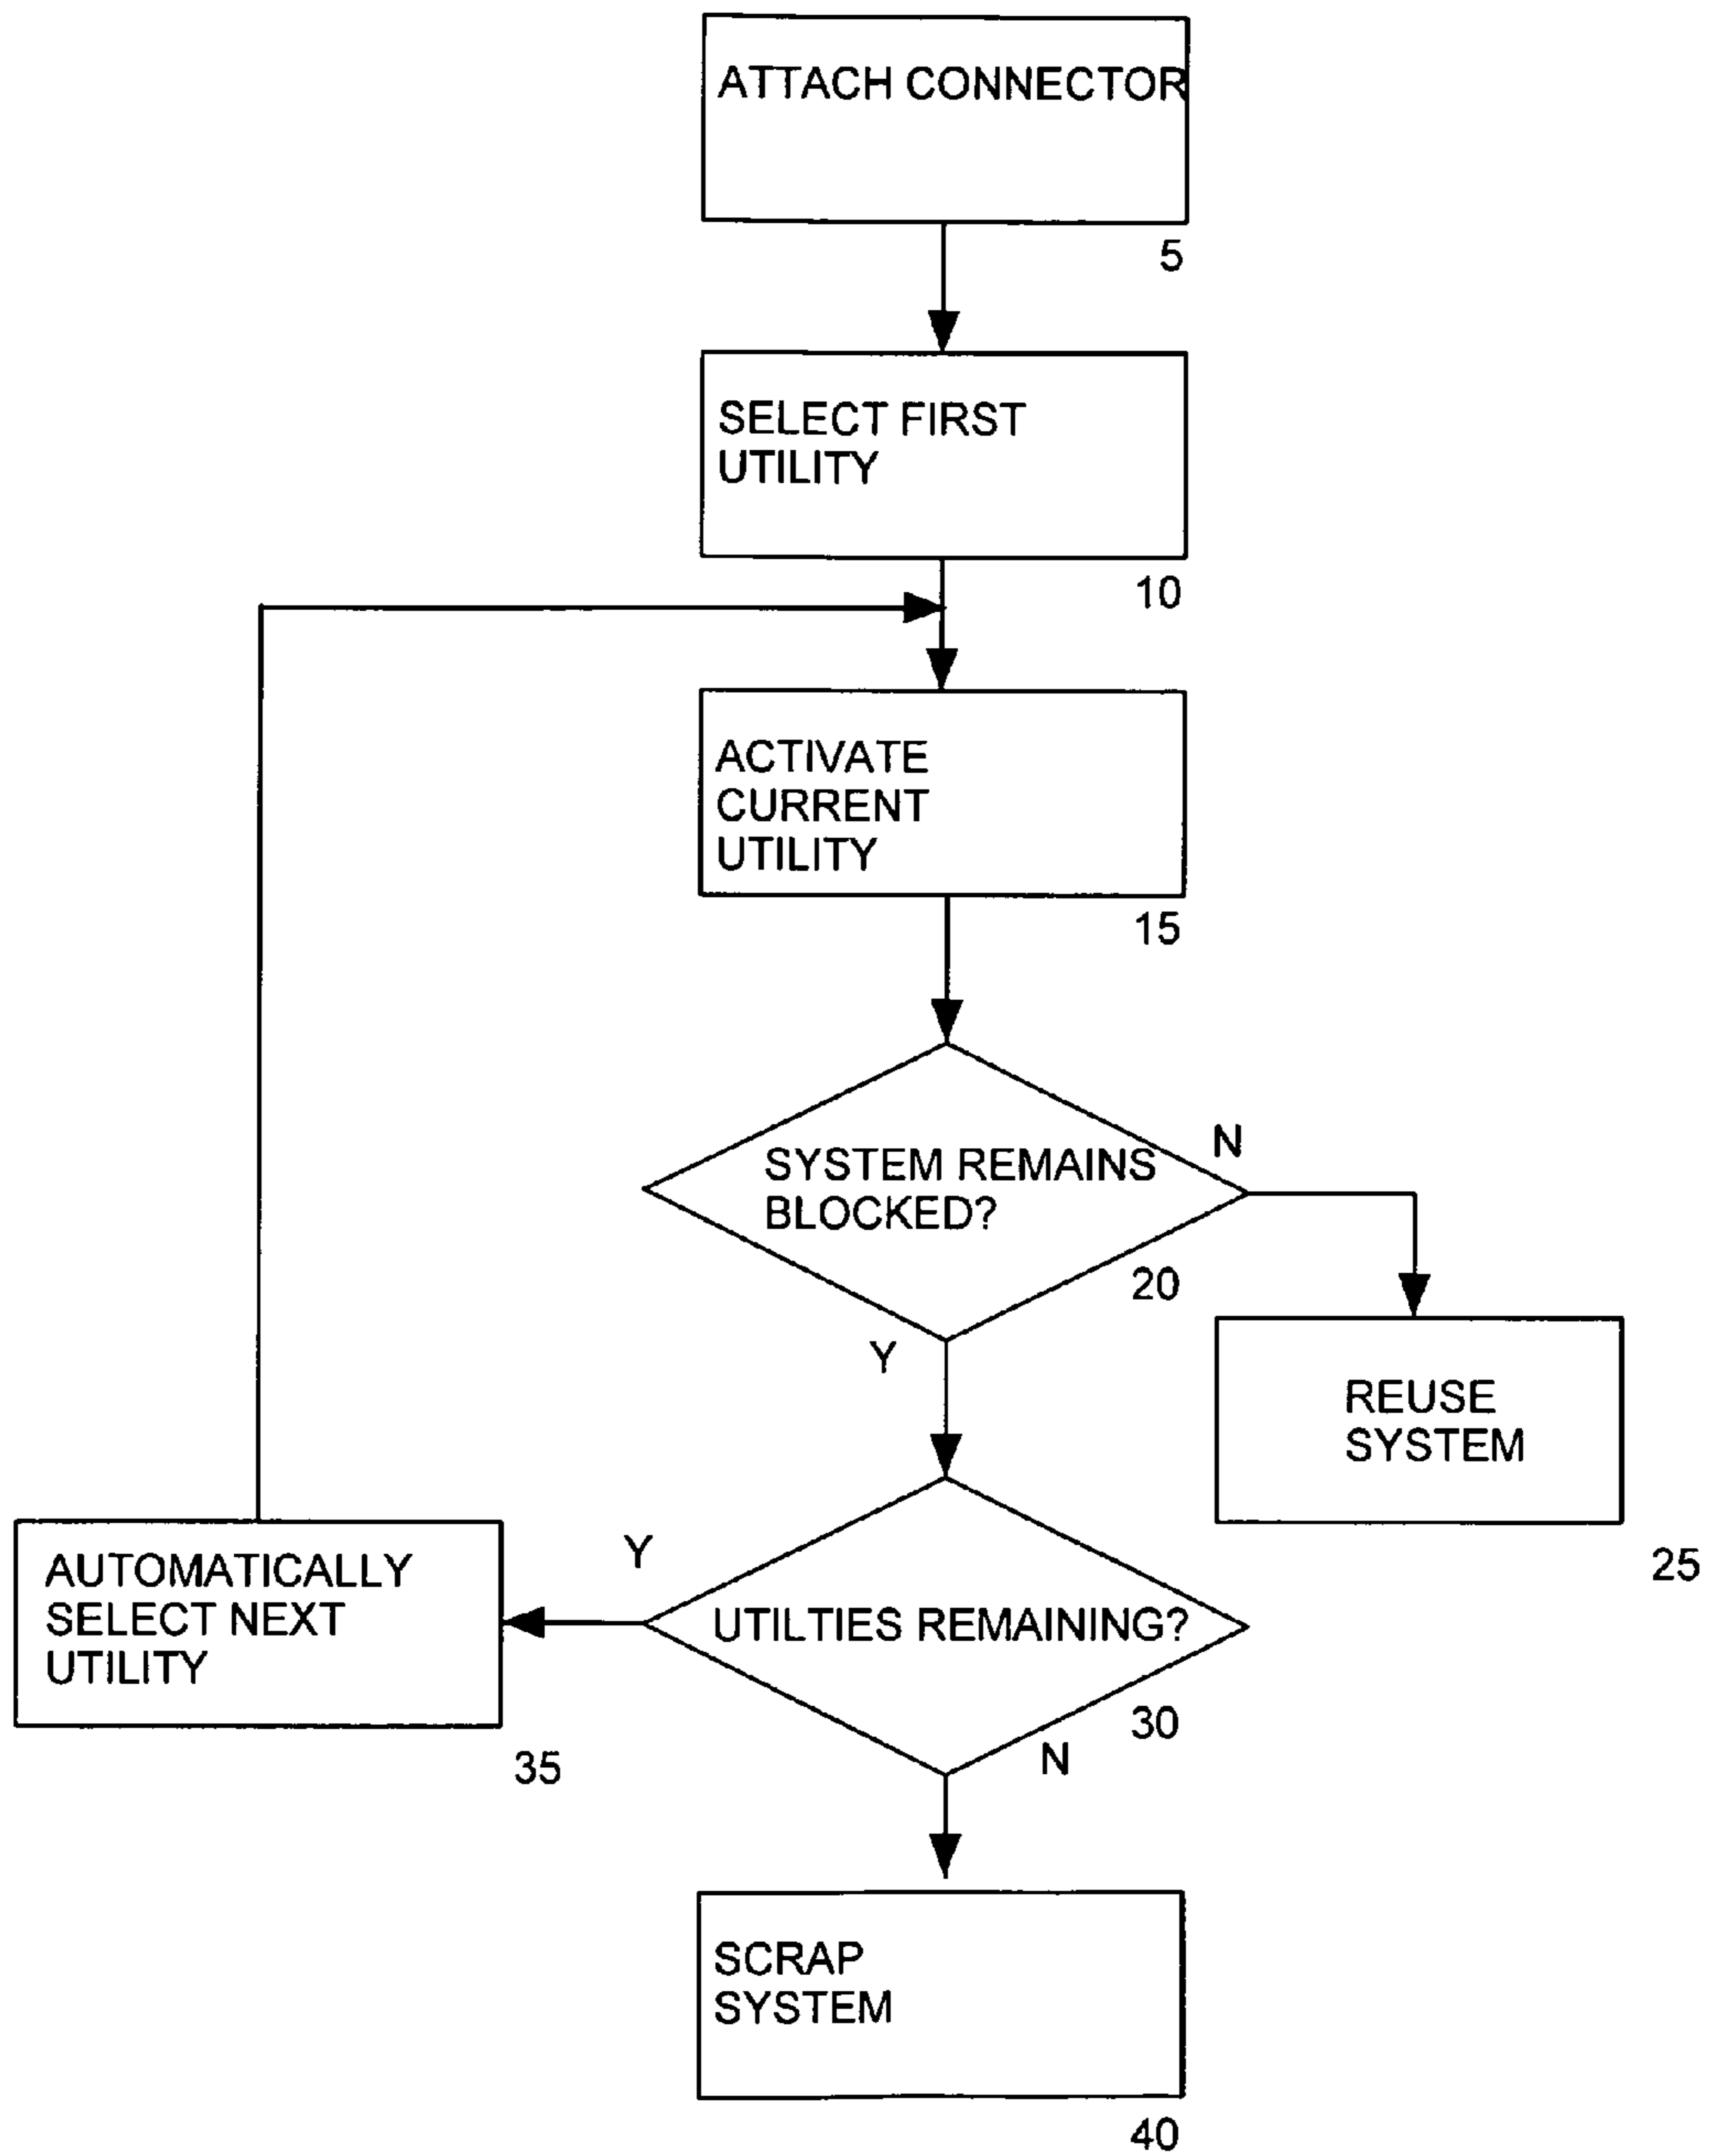 ATTACH CONNECTOR
5
SELECT FIRST
UTILITY
10
ACTIVATE
CURRENT
UTILITY
15
SYSTEM REMAINS
BLOCKED?
N
20
Y
REUSE
SYSTEM
25
Y
AUTOMATICALLY
SELECT NEXT
UTILITY
35
UTILTIES REMAINING?
30
N
SCRAP
SYSTEM
40